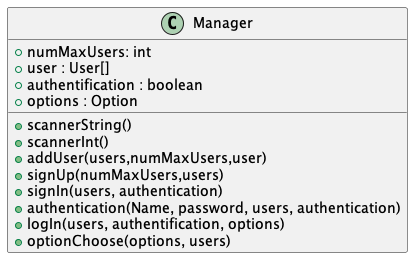 C Manager
numMaxUsers: int
user : User[]
authentification : boolean
options : Option
scannerString()
scannerInt()
addUser(users,numMaxUsers,user)
signUp(numMaxUsers,users)
signIn(users, authentication)
authentication(Name, password, users, authentication)
logIn(users, authentification, options)
optionChoose(options, users)